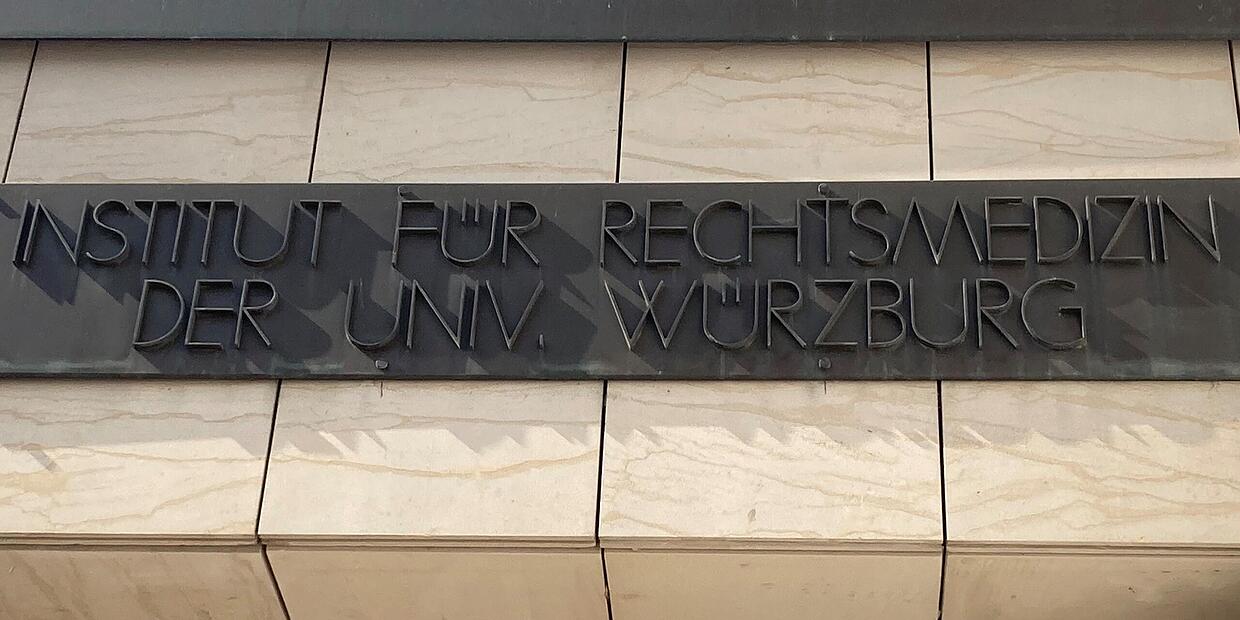 INSTITUT FÜR RECHTSMEDIZIN
DER UNIV. WÜRZBURG